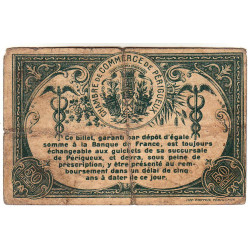 CHAMBRE DE COMMERCE DE PÉRIGUEUX
Ce billet, garanti par dépôt d'égale
somme à la Banque de France, est toujours
échangeable aux guichets de sa succursale
de Périgueux, et devra, sous peine de
prescription, y être présenté au rem-
boursement dans un délai de cinq
ans à dater de ce jour.
50 50